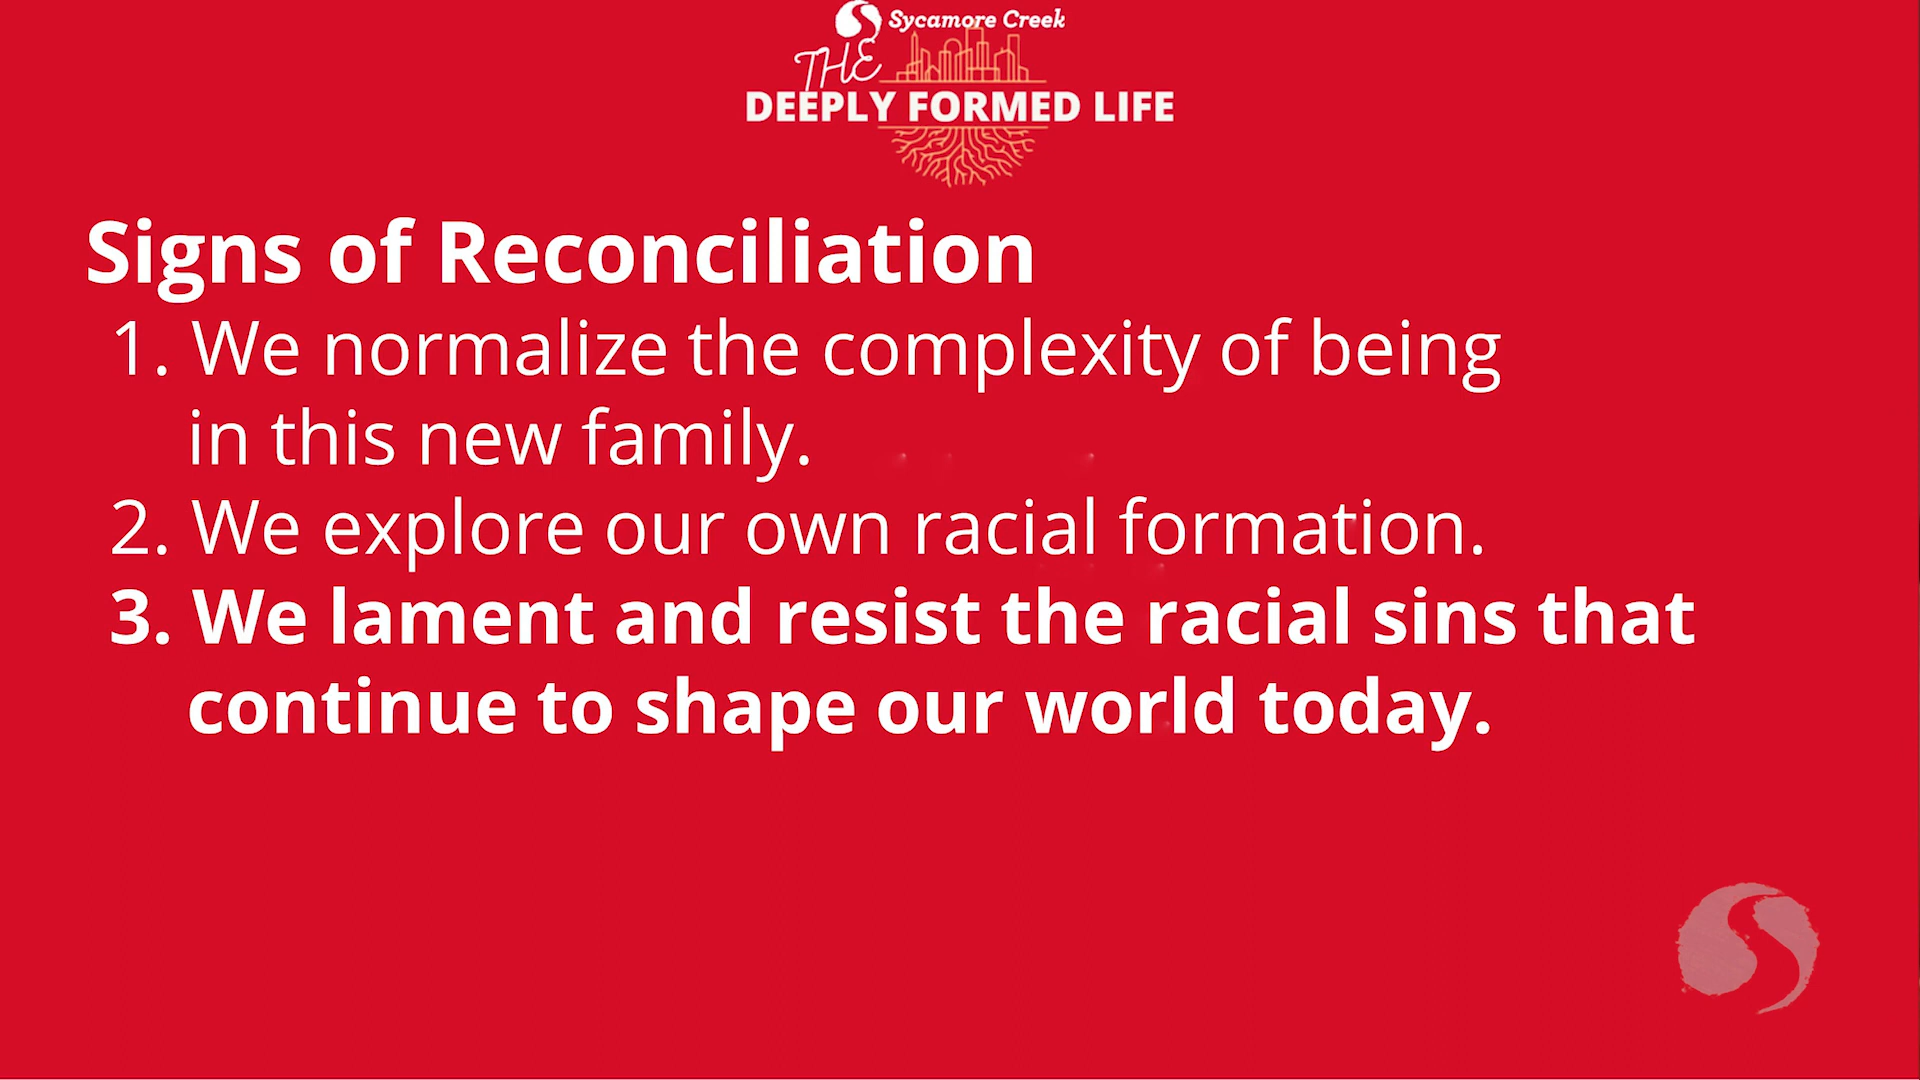 Sycamore Creek
THE
DEEPLY FORMED LIFE
Signs of Reconciliation
1. We normalize the complexity of being
in this new family.
2. We explore our own racial formation.
3. We lament and resist the racial sins that
continue to shape our world today.